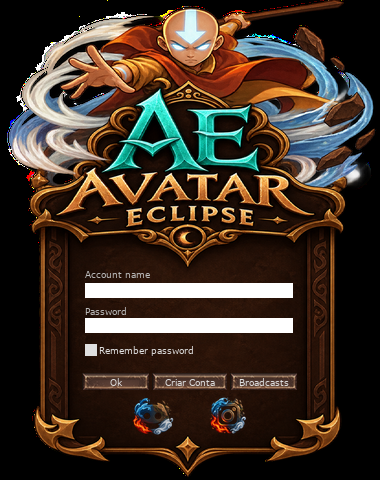 AE
AVATAR
ECLIPSE
Account name
Password
Remember password
Ok Criar Conta Broadcasts